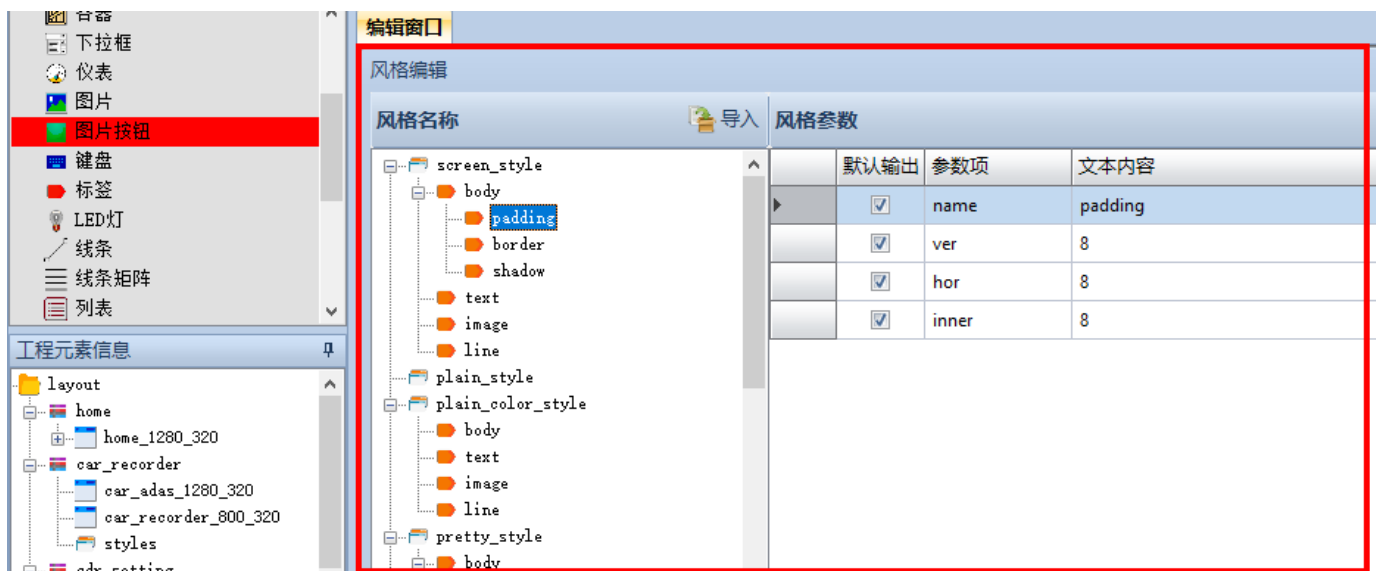 容器
下拉框
仪表
图片
图片按钮
键盘
标签
LED灯
线条
线条矩阵
列表
工程元素信息
layout
home
home_1280_320
car_recorder
car_adas_1280_320
car_recorder_800_320
styles
编辑窗口
风格编辑
风格名称 导入
screen_style
body
padding
border
shadow
text
image
line
plain_style
plain_color_style
body
text
image
line
pretty_style
body
风格参数
默认输出 参数项 文本内容
name padding
ver 8
hor 8
inner 8